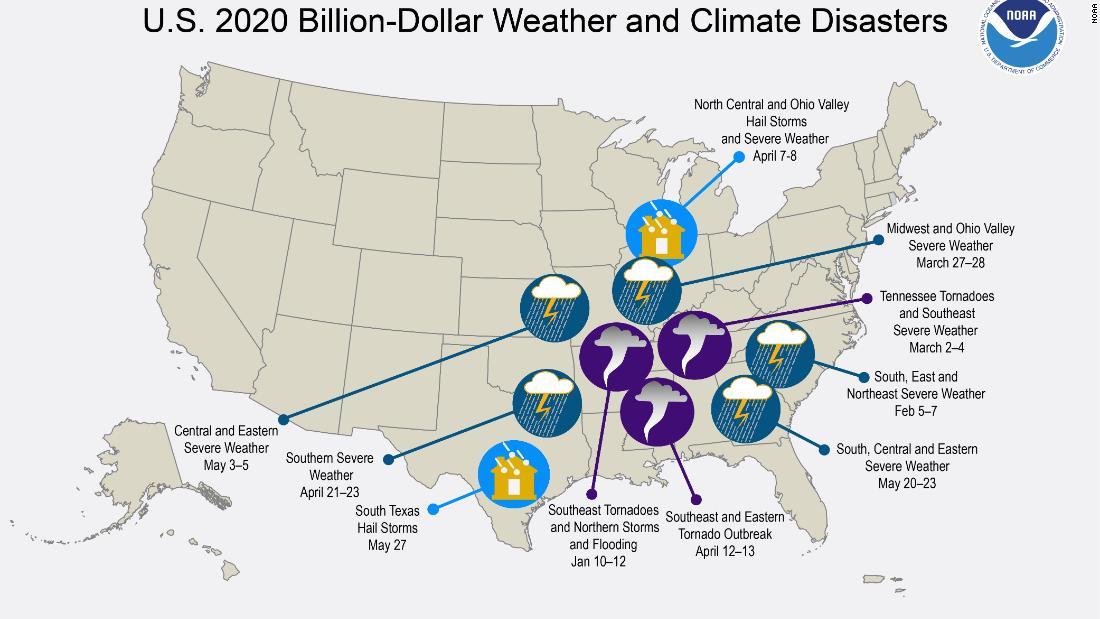 U.S. 2020 Billion-Dollar Weather and Climate Disasters
NOAA
NOAA
U.S. DEPARTMENT OF COMMERCE
North Central and Ohio Valley
Hail Storms
and Severe Weather
April 7-8
Midwest and Ohio Valley
Severe Weather
March 27–28
Tennessee Tornadoes
and Southeast
Severe Weather
March 2–4
South, East and
Northeast Severe Weather
Feb 5–7
South, Central and Eastern
Severe Weather
May 20–23
Central and Eastern
Severe Weather
May 3–5
Southern Severe
Weather
April 21–23
South Texas
Hail Storms
May 27
Southeast Tornadoes
and Northern Storms
and Flooding
Jan 10–12
Southeast and Eastern
Tornado Outbreak
April 12–13